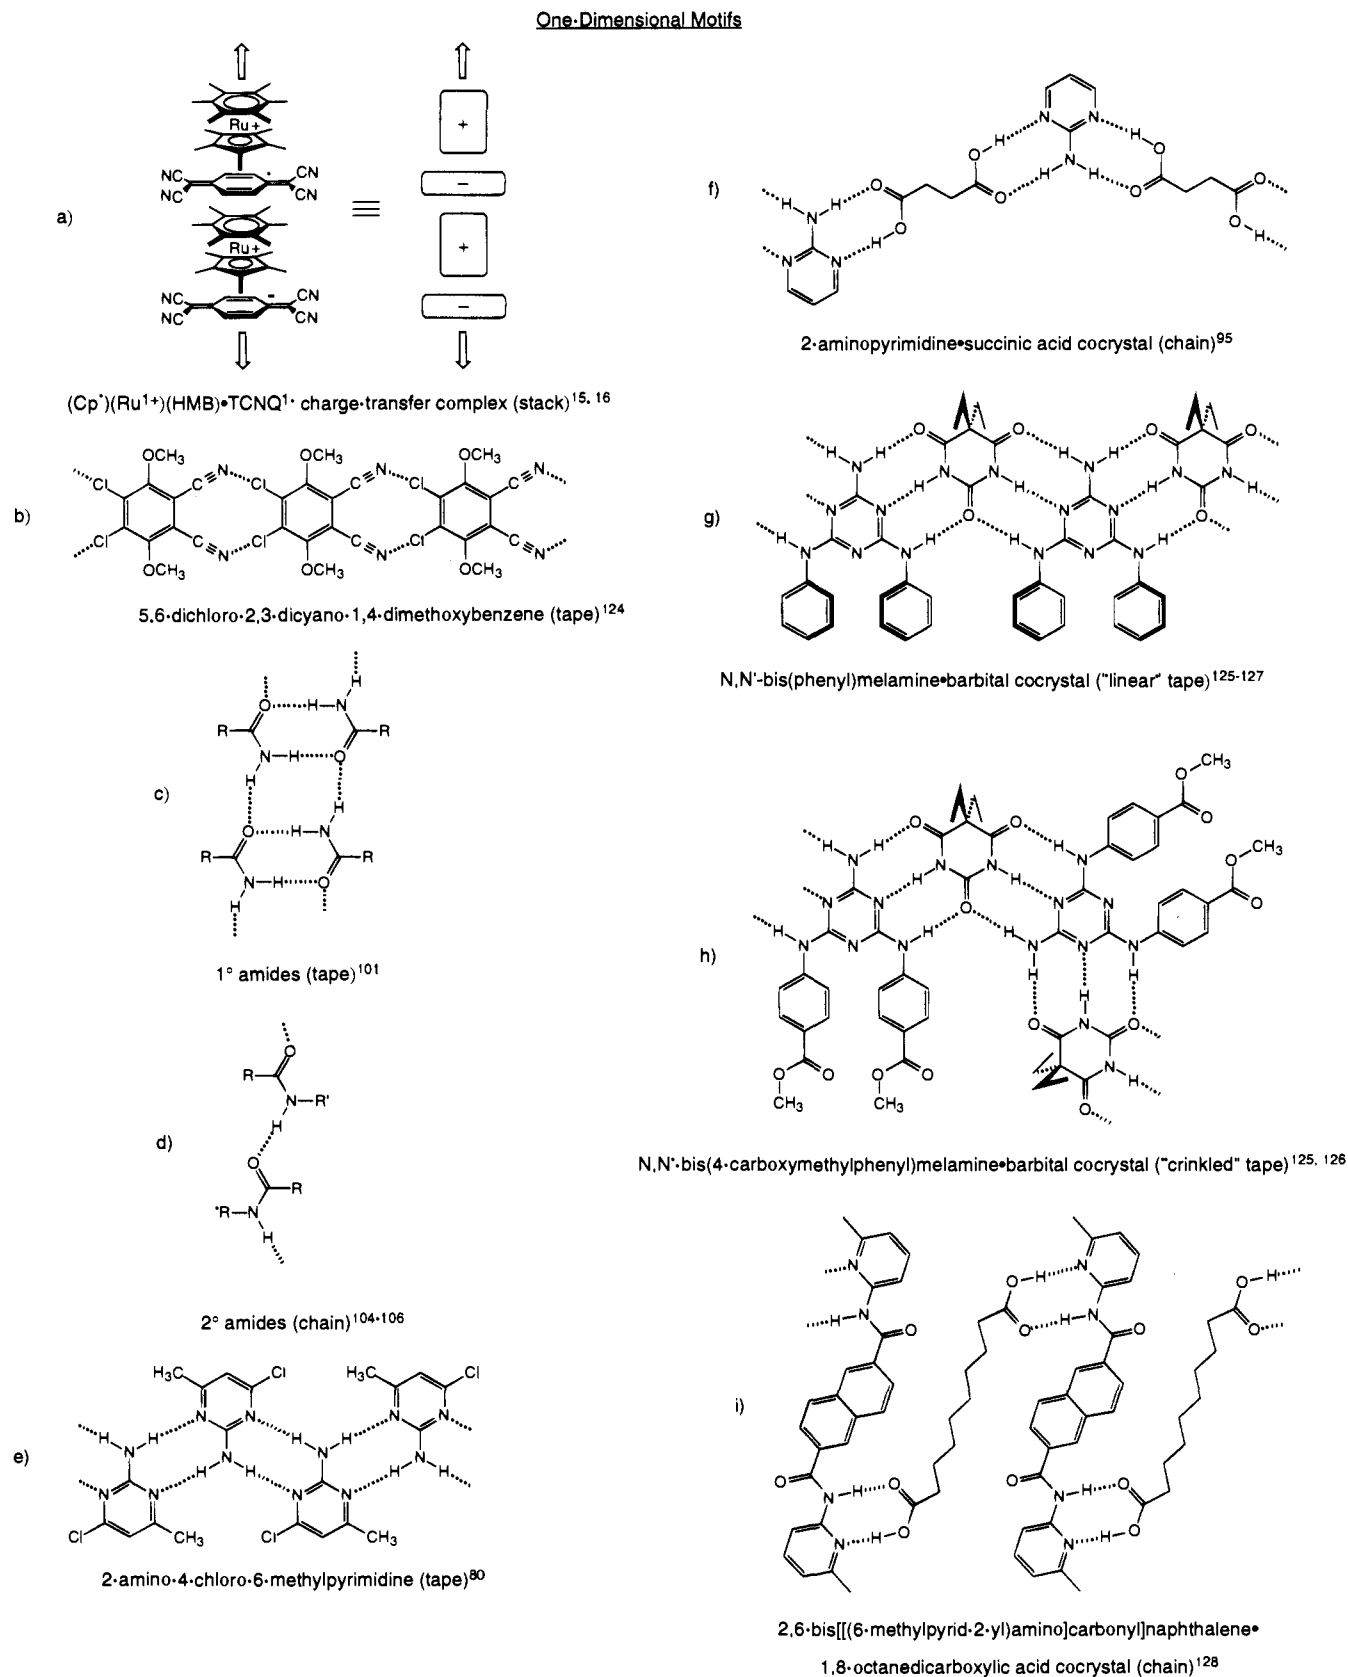 One·Dimensional Motifs
a)
Ru+
NC
NC
CN
CN
Ru+
NC
NC
CN
CN
+
−
+
−
(Cp*)(Ru1+)(HMB)•TCNQ1· charge·transfer complex (stack)15, 16
b)
OCH3 OCH3 OCH3
Cl C N Cl C N Cl C N
Cl C N Cl C N Cl C N
OCH3 OCH3 OCH3
5,6·dichloro·2,3·dicyano·1,4·dimethoxybenzene (tape)124
c)
H
O H N
R R
N H O
H H
O H N
R R
N H O
H
1° amides (tape)101
d)
O
R
N R'
H
O
R
'R N
H
2° amides (chain)104·106
e)
H3C Cl H3C Cl
N N N N
H H H H
N N N N
H H H H
N N N N
Cl CH3 Cl CH3
2·amino·4·chloro·6·methylpyrimidine (tape)80
f)
N N
H H
O O
N
H H
O O O O
H H O
N O H
N N H
2·aminopyrimidine•succinic acid cocrystal (chain)95
g)
O O O O
H H H H
N N
H N N H H N N H
N N O N N O
H H H H
N N N N N N
N,N'-bis(phenyl)melamine•barbital cocrystal ("linear" tape)125-127
h)
CH3
O
O
O O CH3
H H H O
N N O
H N N H
N N O N N
H H H
N N N N N N
H H H
O N O
N H
O O
O O O
CH3 CH3
N,N'·bis(4·carboxymethylphenyl)melamine•barbital cocrystal ("crinkled" tape)125, 126
i)
N O H N O H
H N O H N O
O O
O O
N H O N H O
N H O N H O
2,6·bis[[(6·methylpyrid·2·yl)amino]carbonyl]naphthalene•
1,8·octanedicarboxylic acid cocrystal (chain)128